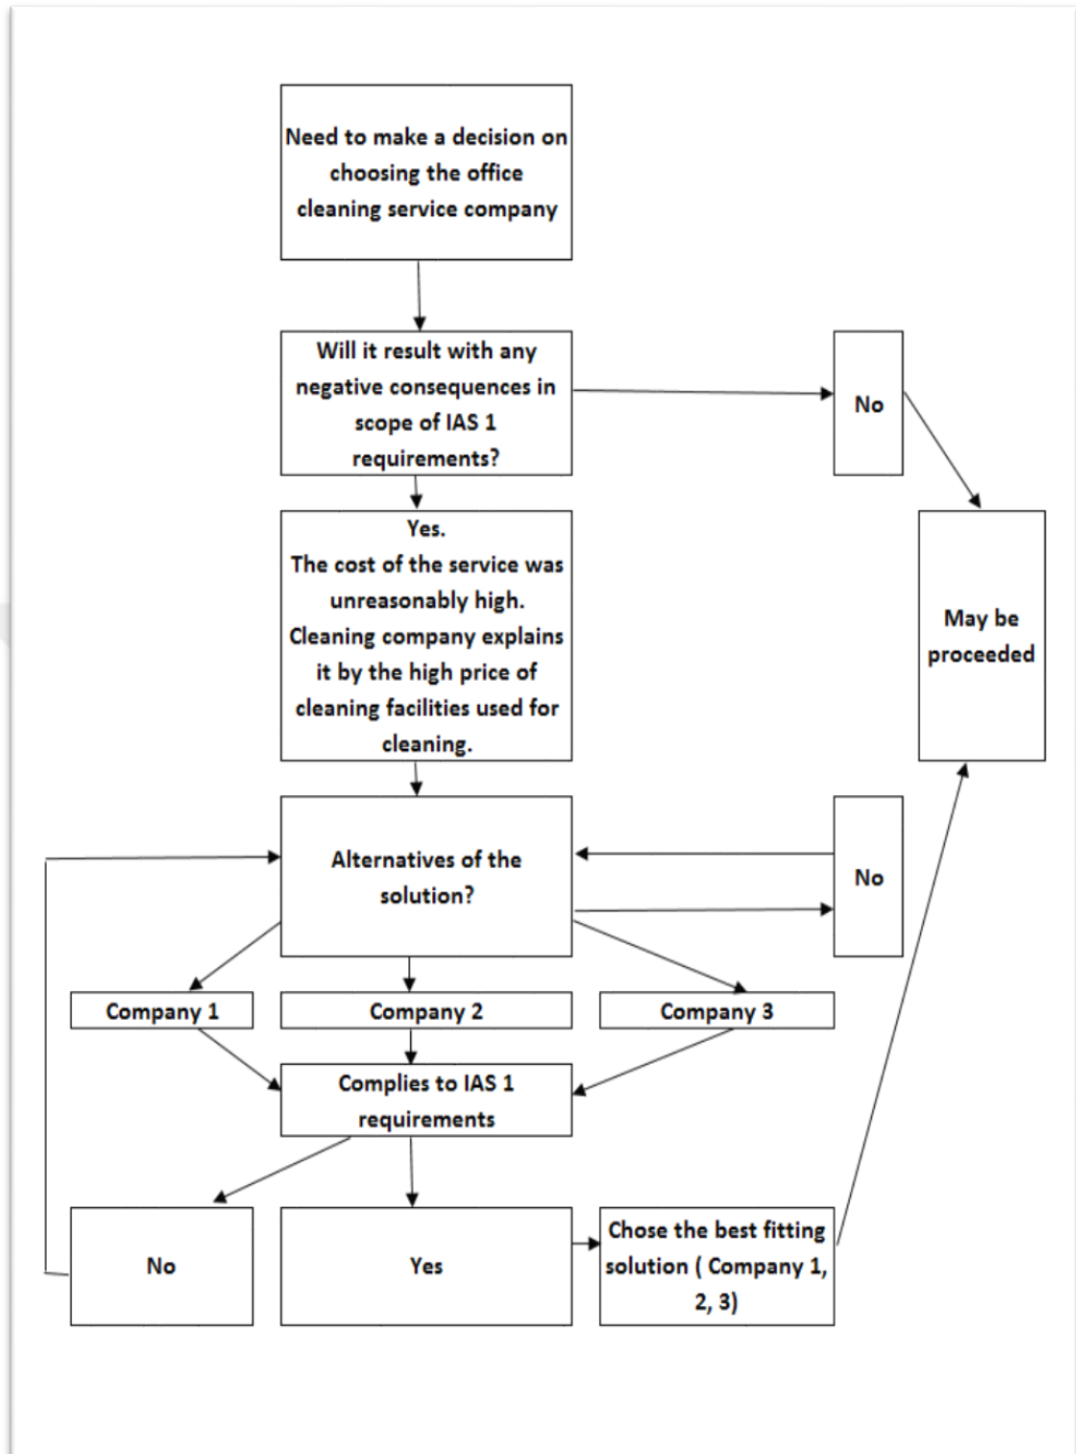 Need to make a decision on
choosing the office
cleaning service company
Will it result with any
negative consequences in
scope of IAS 1
requirements?
No
Yes.
The cost of the service was
unreasonably high.
Cleaning company explains
it by the high price of
cleaning facilities used for
cleaning.
May be
proceeded
Alternatives of the
solution?
No
Company 1
Company 2
Company 3
Complies to IAS 1
requirements
No
Yes
Chose the best fitting
solution ( Company 1,
2, 3)